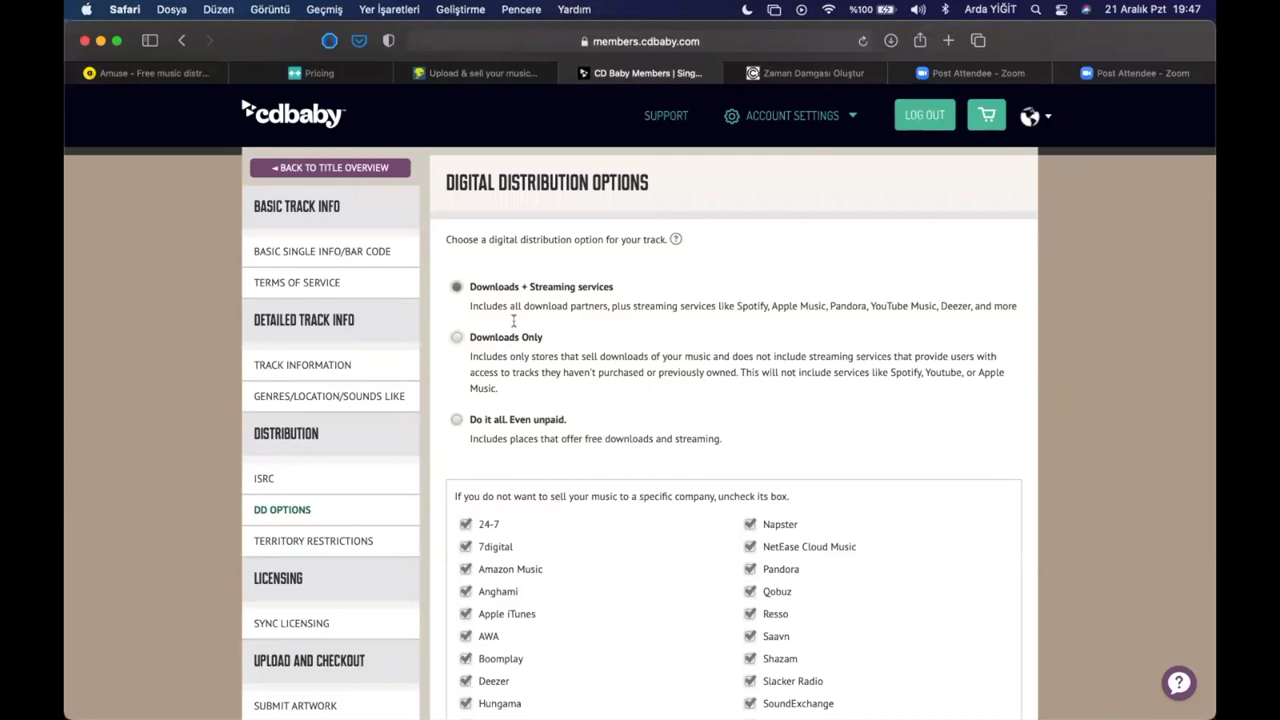 Safari Dosya Düzen Görüntü Geçmiş Yer İşaretleri Geliştirme Pencere Yardım %100 Arda YİĞİT 21 Aralık Pzt 19:47
members.cdbaby.com
Amuse - Free music distr... Pricing Upload & sell your music... CD Baby Members | Sing... Zaman Damgası Oluştur Post Attendee - Zoom Post Attendee - Zoom
cdbaby SUPPORT ACCOUNT SETTINGS LOG OUT
◄ BACK TO TITLE OVERVIEW
BASIC TRACK INFO
BASIC SINGLE INFO/BAR CODE
TERMS OF SERVICE
DETAILED TRACK INFO
TRACK INFORMATION
GENRES/LOCATION/SOUNDS LIKE
DISTRIBUTION
ISRC
DD OPTIONS
TERRITORY RESTRICTIONS
LICENSING
SYNC LICENSING
UPLOAD AND CHECKOUT
SUBMIT ARTWORK
DIGITAL DISTRIBUTION OPTIONS
Choose a digital distribution option for your track. ?
Downloads + Streaming services
Includes all download partners, plus streaming services like Spotify, Apple Music, Pandora, YouTube Music, Deezer, and more
Downloads Only
Includes only stores that sell downloads of your music and does not include streaming services that provide users with
access to tracks they haven't purchased or previously owned. This will not include services like Spotify, Youtube, or Apple
Music.
Do it all. Even unpaid.
Includes places that offer free downloads and streaming.
If you do not want to sell your music to a specific company, uncheck its box.
24-7
7digital
Amazon Music
Anghami
Apple iTunes
AWA
Boomplay
Deezer
Hungama
Napster
NetEase Cloud Music
Pandora
Qobuz
Resso
Saavn
Shazam
Slacker Radio
SoundExchange
?